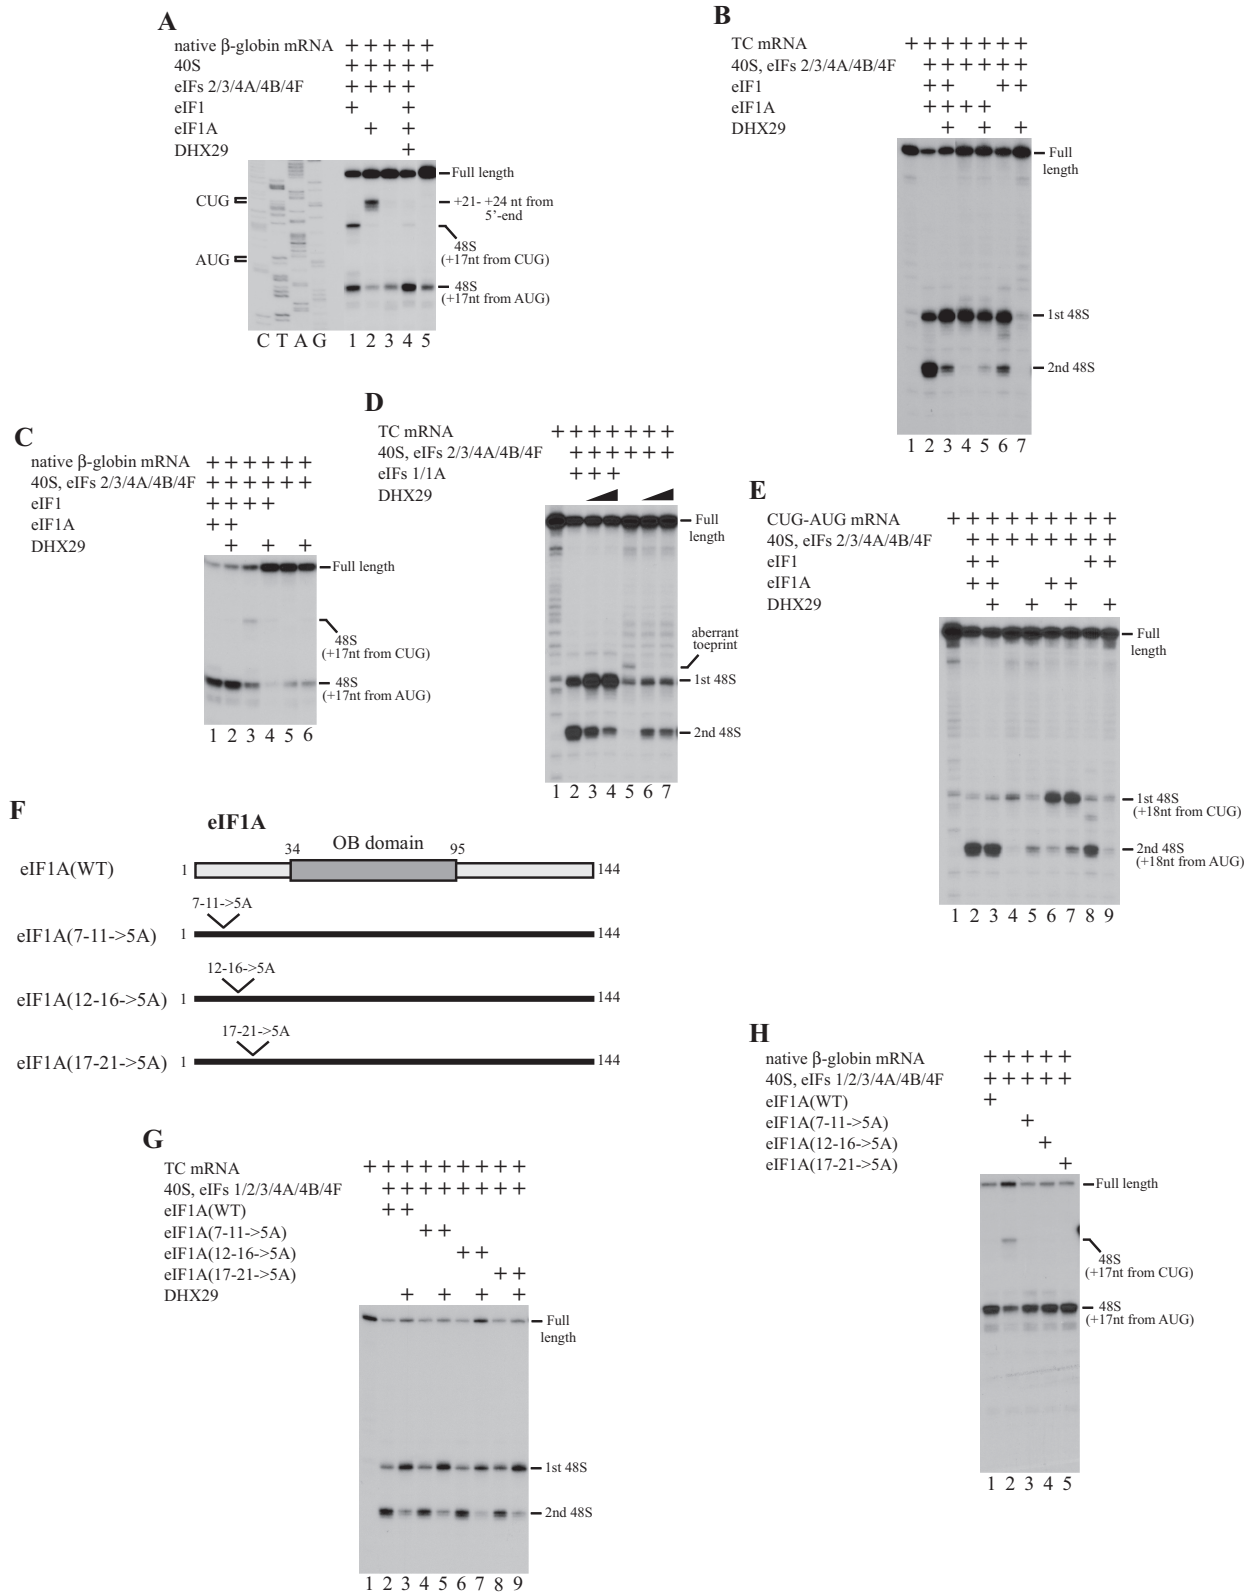 A
native β-globin mRNA + + + + +
40S + + + + +
eIFs 2/3/4A/4B/4F + + + +
eIF1 + +
eIF1A + +
DHX29 +
Full length
CUG
+21- +24 nt from
5'-end
48S
(+17nt from CUG)
AUG
48S
(+17nt from AUG)
C T A G 1 2 3 4 5
B
TC mRNA + + + + + + +
40S, eIFs 2/3/4A/4B/4F + + + + + +
eIF1 + + + +
eIF1A + + + +
DHX29 + + +
Full
length
1st 48S
2nd 48S
1 2 3 4 5 6 7
C
native β-globin mRNA + + + + + +
40S, eIFs 2/3/4A/4B/4F + + + + + +
eIF1 + + + +
eIF1A + +
DHX29 + + +
Full length
48S
(+17nt from CUG)
48S
(+17nt from AUG)
1 2 3 4 5 6
D
TC mRNA + + + + + + +
40S, eIFs 2/3/4A/4B/4F + + + + + +
eIFs 1/1A + + +
DHX29
Full
length
aberrant
toeprint
1st 48S
2nd 48S
1 2 3 4 5 6 7
E
CUG-AUG mRNA + + + + + + + + +
40S, eIFs 2/3/4A/4B/4F + + + + + + + +
eIF1 + + + +
eIF1A + + + +
DHX29 + + + +
Full
length
1st 48S
(+18nt from CUG)
2nd 48S
(+18nt from AUG)
1 2 3 4 5 6 7 8 9
F
eIF1A
34 OB domain 95
eIF1A(WT) 1 144
7-11->5A
eIF1A(7-11->5A) 1 144
12-16->5A
eIF1A(12-16->5A) 1 144
17-21->5A
eIF1A(17-21->5A) 1 144
G
TC mRNA + + + + + + + + +
40S, eIFs 1/2/3/4A/4B/4F + + + + + + + +
eIF1A(WT) + +
eIF1A(7-11->5A) + +
eIF1A(12-16->5A) + +
eIF1A(17-21->5A) + +
DHX29 + + + +
Full
length
1st 48S
2nd 48S
1 2 3 4 5 6 7 8 9
H
native β-globin mRNA + + + + +
40S, eIFs 1/2/3/4A/4B/4F + + + + +
eIF1A(WT) +
eIF1A(7-11->5A) +
eIF1A(12-16->5A) +
eIF1A(17-21->5A) +
Full length
48S
(+17nt from CUG)
48S
(+17nt from AUG)
1 2 3 4 5